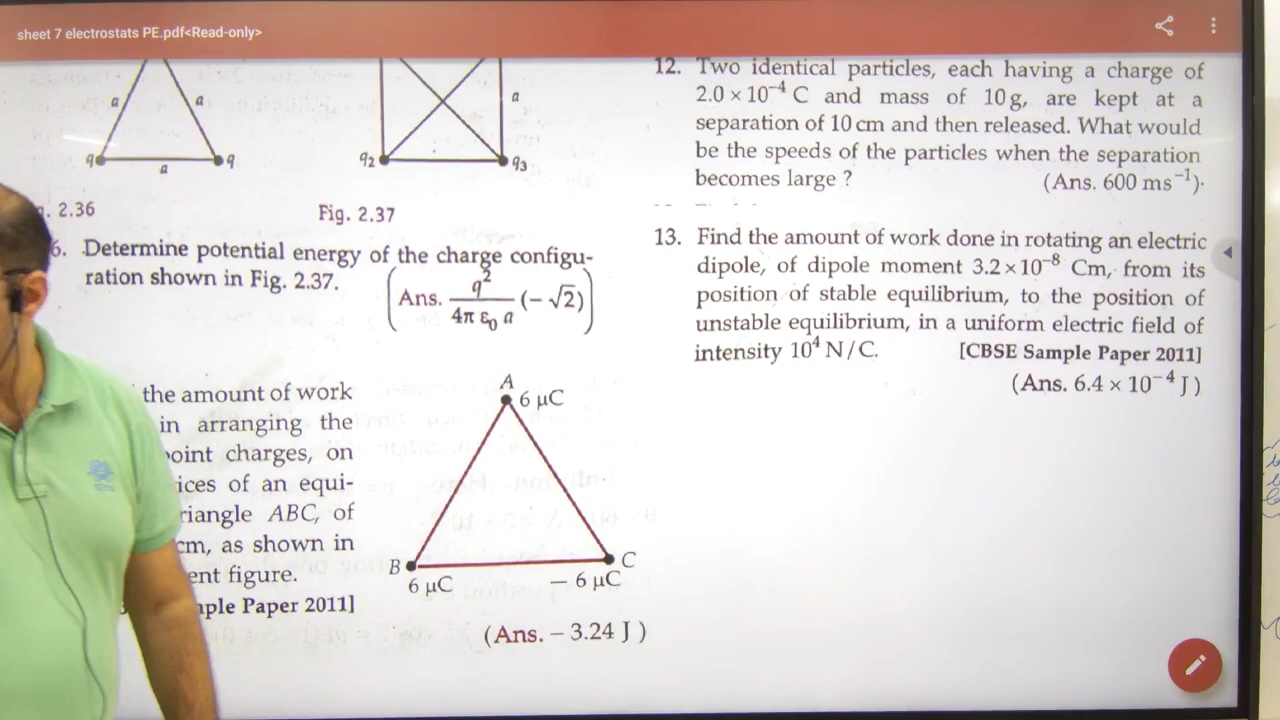 sheet 7 electrostats PE.pdf<Read-only>
a
a
q
q
a
a
q2
q3
. 2.36
Fig. 2.37
6. Determine potential energy of the charge configu-
ration shown in Fig. 2.37.
(Ans. q²/4π ε₀ a (– √2))
the amount of work
in arranging the
point charges, on
ices of an equi-
riangle ABC, of
cm, as shown in
ent figure.
mple Paper 2011]
A
6 μC
B
6 μC
C
– 6 μC
(Ans. – 3.24 J )
12. Two identical particles, each having a charge of
2.0 × 10⁻⁴ C and mass of 10 g, are kept at a
separation of 10 cm and then released. What would
be the speeds of the particles when the separation
becomes large ? (Ans. 600 ms⁻¹).
13. Find the amount of work done in rotating an electric
dipole, of dipole moment 3.2 × 10⁻⁸ Cm, from its
position of stable equilibrium, to the position of
unstable equilibrium, in a uniform electric field of
intensity 10⁴ N/C. [CBSE Sample Paper 2011]
(Ans. 6.4 × 10⁻⁴ J )